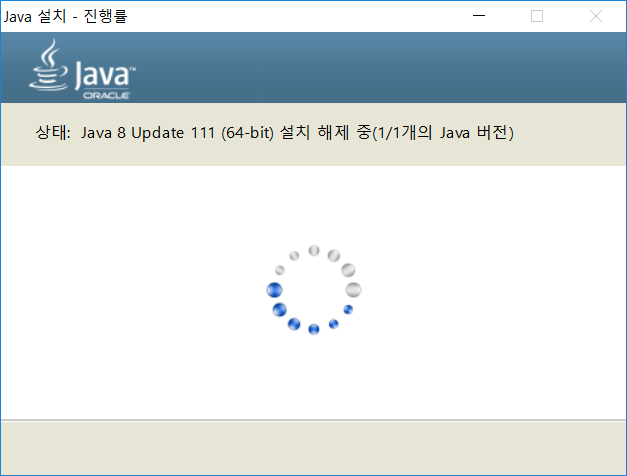 Java 설치 - 진행률
Java™
ORACLE
상태: Java 8 Update 111 (64-bit) 설치 해제 중(1/1개의 Java 버전)